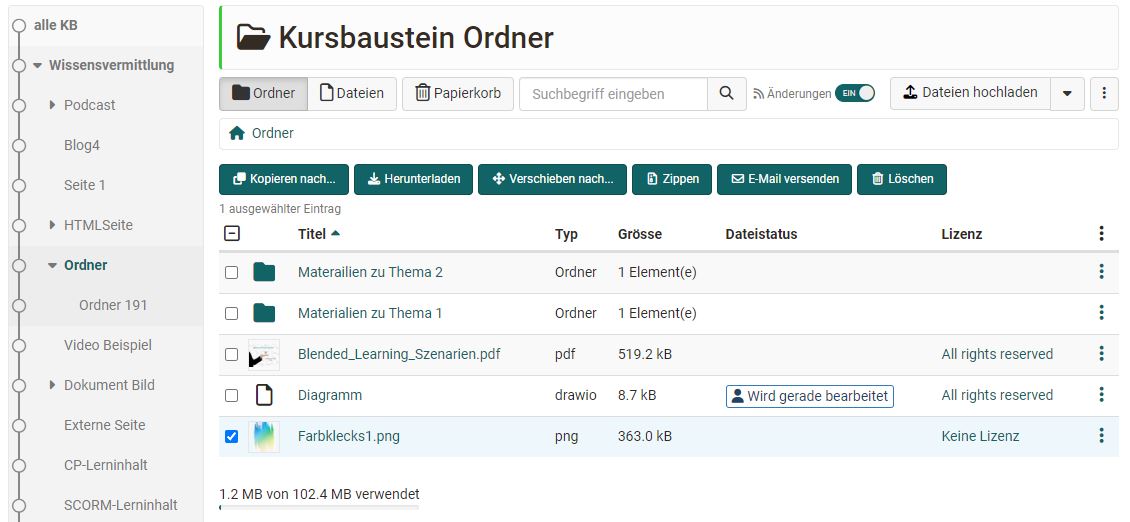 alle KB
Wissensvermittlung
Podcast
Blog4
Seite 1
HTMLSeite
Ordner
Ordner 191
Video Beispiel
Dokument Bild
Externe Seite
CP-Lerninhalt
SCORM-Lerninhalt
Kursbaustein Ordner
Ordner Dateien Papierkorb Suchbegriff eingeben Änderungen EIN Dateien hochladen
Ordner
Kopieren nach... Herunterladen Verschieben nach... Zippen E-Mail versenden Löschen
1 ausgewählter Eintrag
Titel Typ Grösse Dateistatus Lizenz
Materailien zu Thema 2 Ordner 1 Element(e)
Materialien zu Thema 1 Ordner 1 Element(e)
Blended_Learning_Szenarien.pdf pdf 519.2 kB All rights reserved
Diagramm drawio 8.7 kB Wird gerade bearbeitet All rights reserved
Farbklecks1.png png 363.0 kB Keine Lizenz
1.2 MB von 102.4 MB verwendet